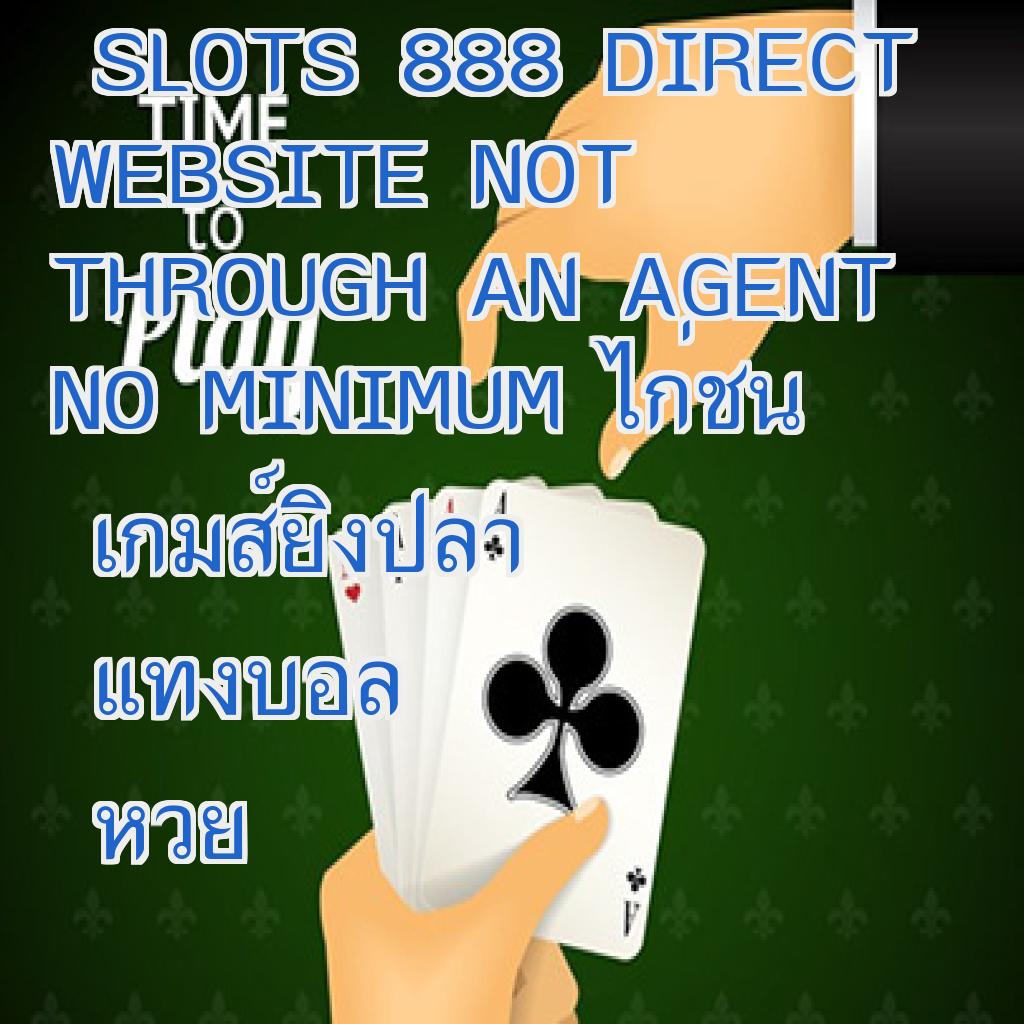 SLOTS 888 DIRECT
TIME
WEBSITE NOT
to
THROUGH AN AGENT
Play
NO MINIMUM ไก่ชน
เกมส์ยิงปลา
แทงบอล
หวย
A
A
A